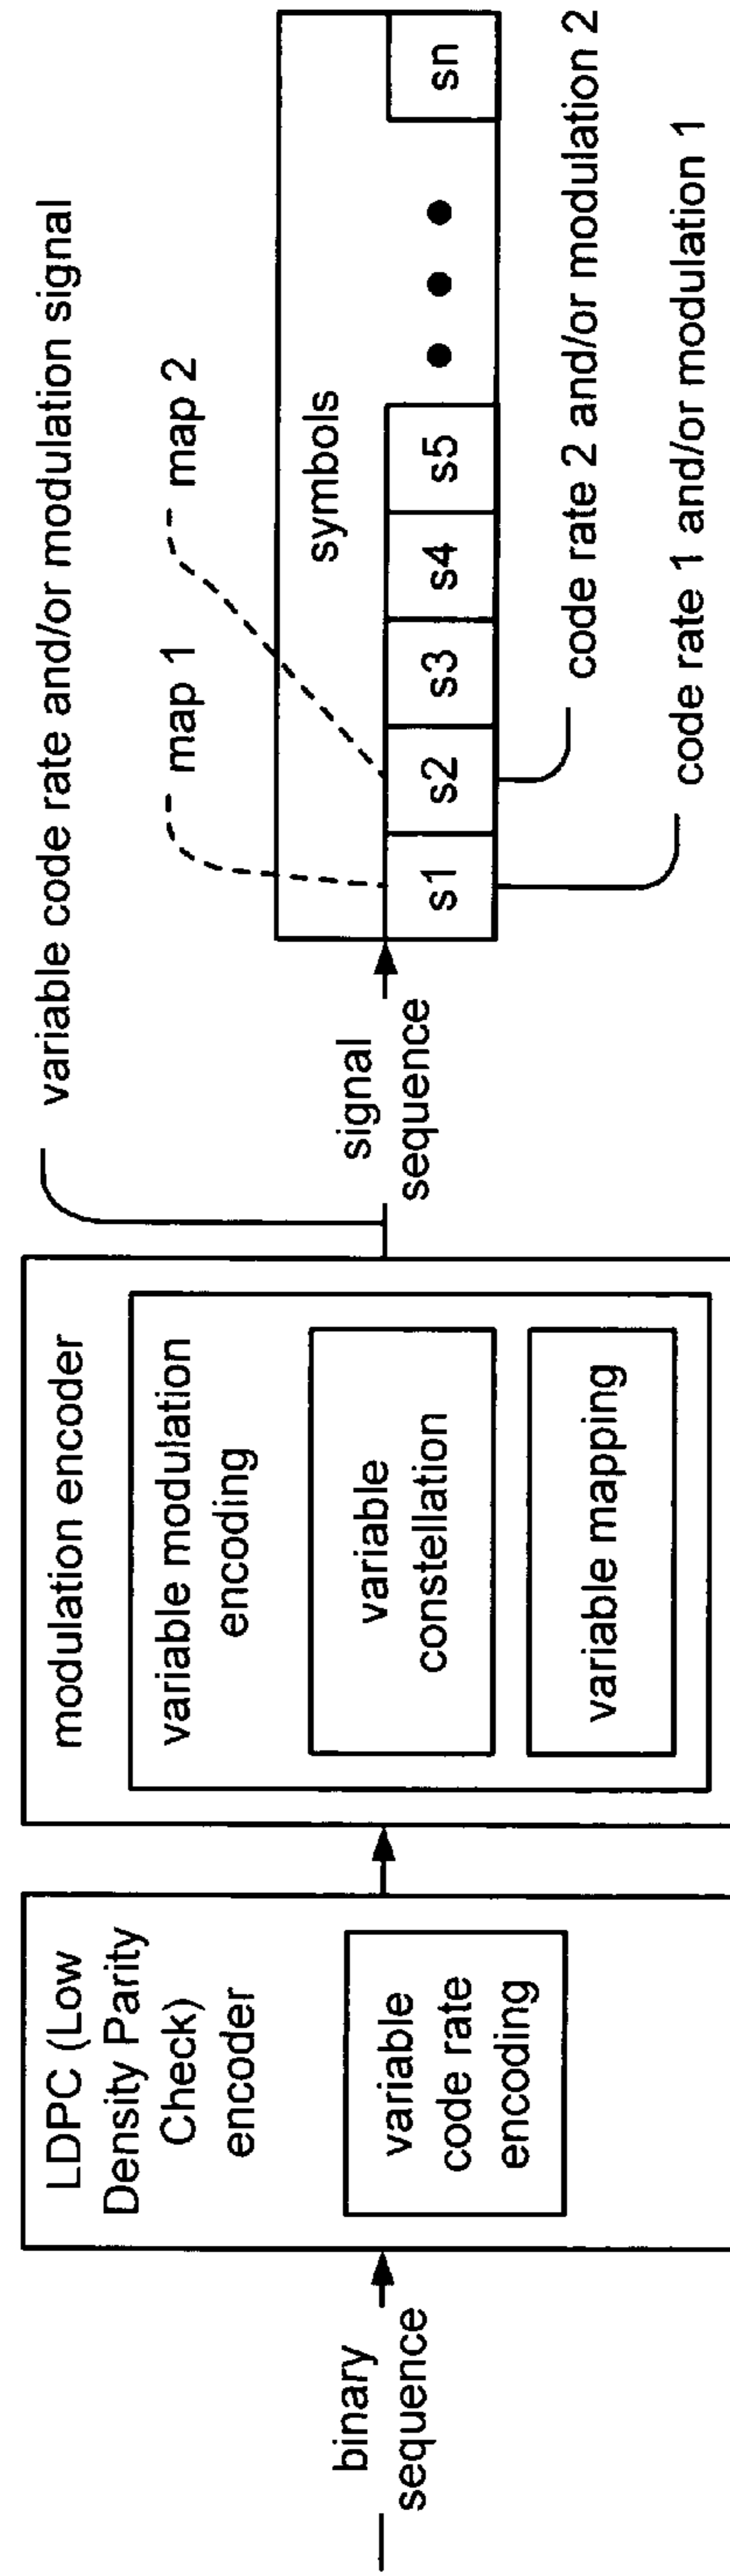 binary
sequence
LDPC (Low
Density Parity
Check)
encoder
variable
code rate
encoding
modulation encoder
variable modulation
encoding
variable
constellation
variable mapping
variable code rate and/or modulation signal
signal
sequence
map 1
map 2
symbols
s1
s2
s3
s4
s5
sn
code rate 2 and/or modulation 2
code rate 1 and/or modulation 1